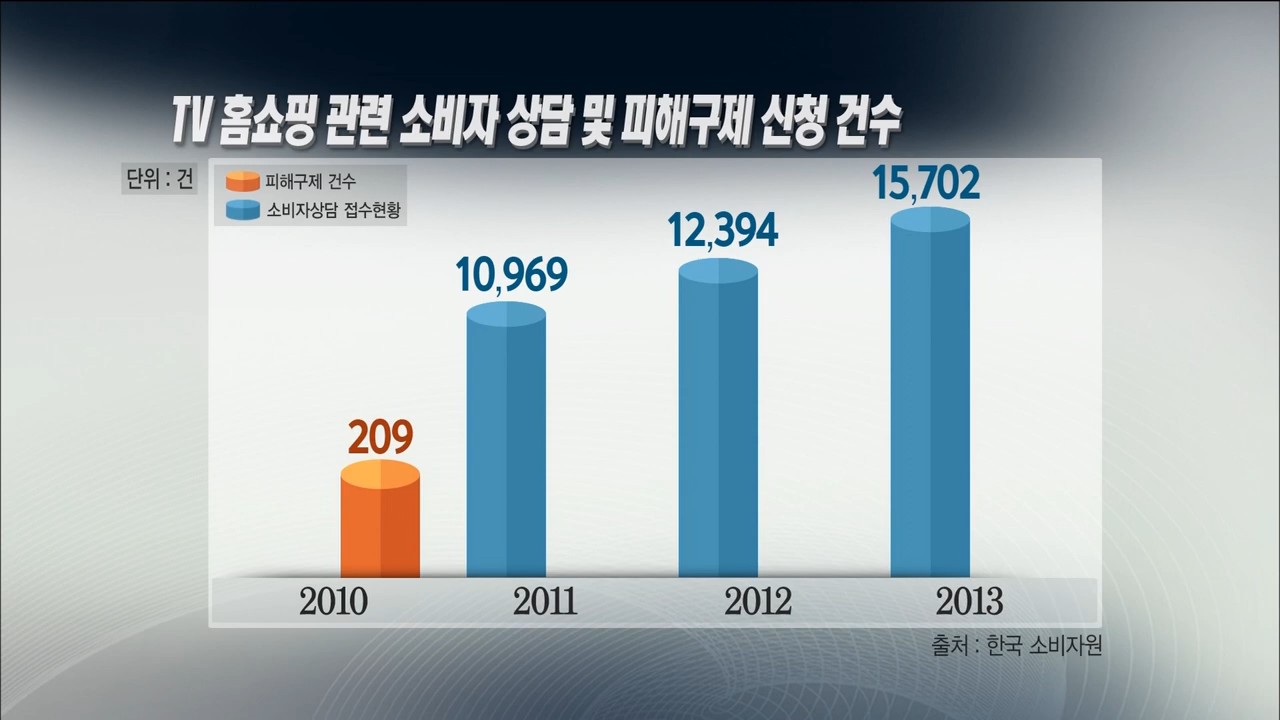 TV 홈쇼핑 관련 소비자 상담 및 피해구제 신청 건수
단위 : 건
피해구제 건수
소비자상담 접수현황
209
10,969
12,394
15,702
2010
2011
2012
2013
출처 : 한국 소비자원